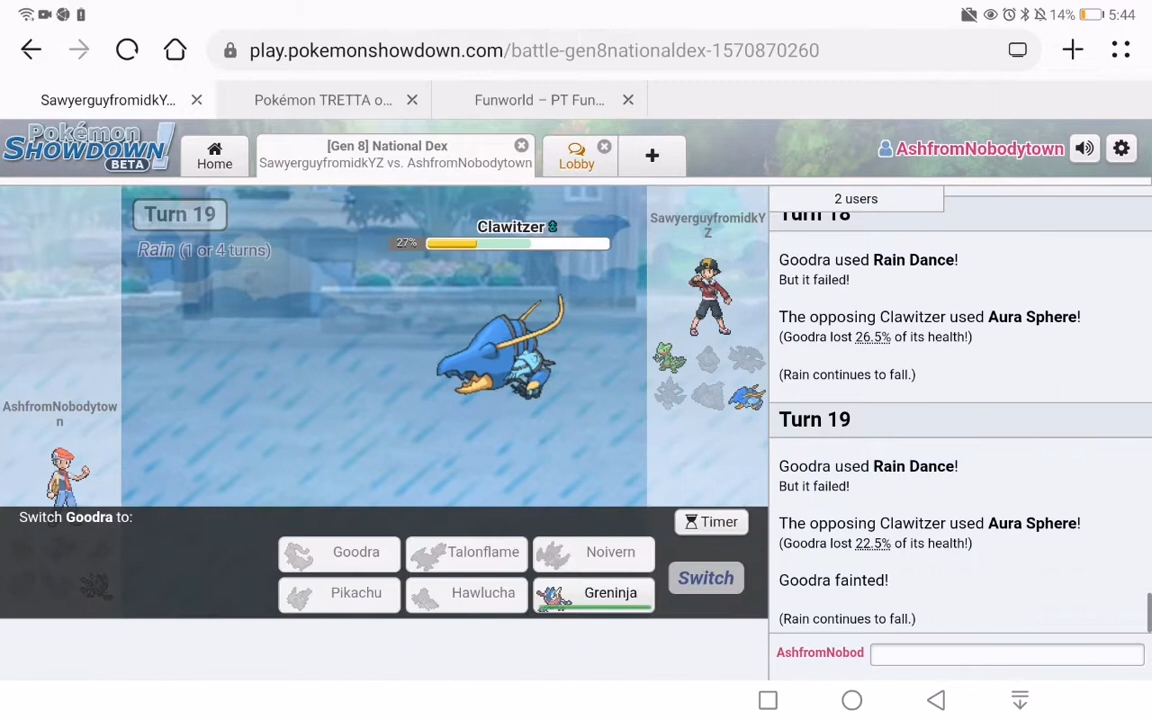 14% 5:44
play.pokemonshowdown.com/battle-gen8nationaldex-1570870260
SawyerguyfromidkY... Pokémon TRETTA o... Funworld – PT Fun...
Pokémon
SHOWDOWN!
BETA
Home
[Gen 8] National Dex
SawyerguyfromidkYZ vs. AshfromNobodytown
Lobby
AshfromNobodytown
2 users
Turn 19
Rain (1 or 4 turns)
Clawitzer
27%
SawyerguyfromidkY
Z
AshfromNobodytow
n
Switch Goodra to:
Timer
Goodra Talonflame Noivern
Pikachu Hawlucha Greninja
Switch
Turn 18
Goodra used Rain Dance!
But it failed!
The opposing Clawitzer used Aura Sphere!
(Goodra lost 26.5% of its health!)
(Rain continues to fall.)
Turn 19
Goodra used Rain Dance!
But it failed!
The opposing Clawitzer used Aura Sphere!
(Goodra lost 22.5% of its health!)
Goodra fainted!
(Rain continues to fall.)
AshfromNobod